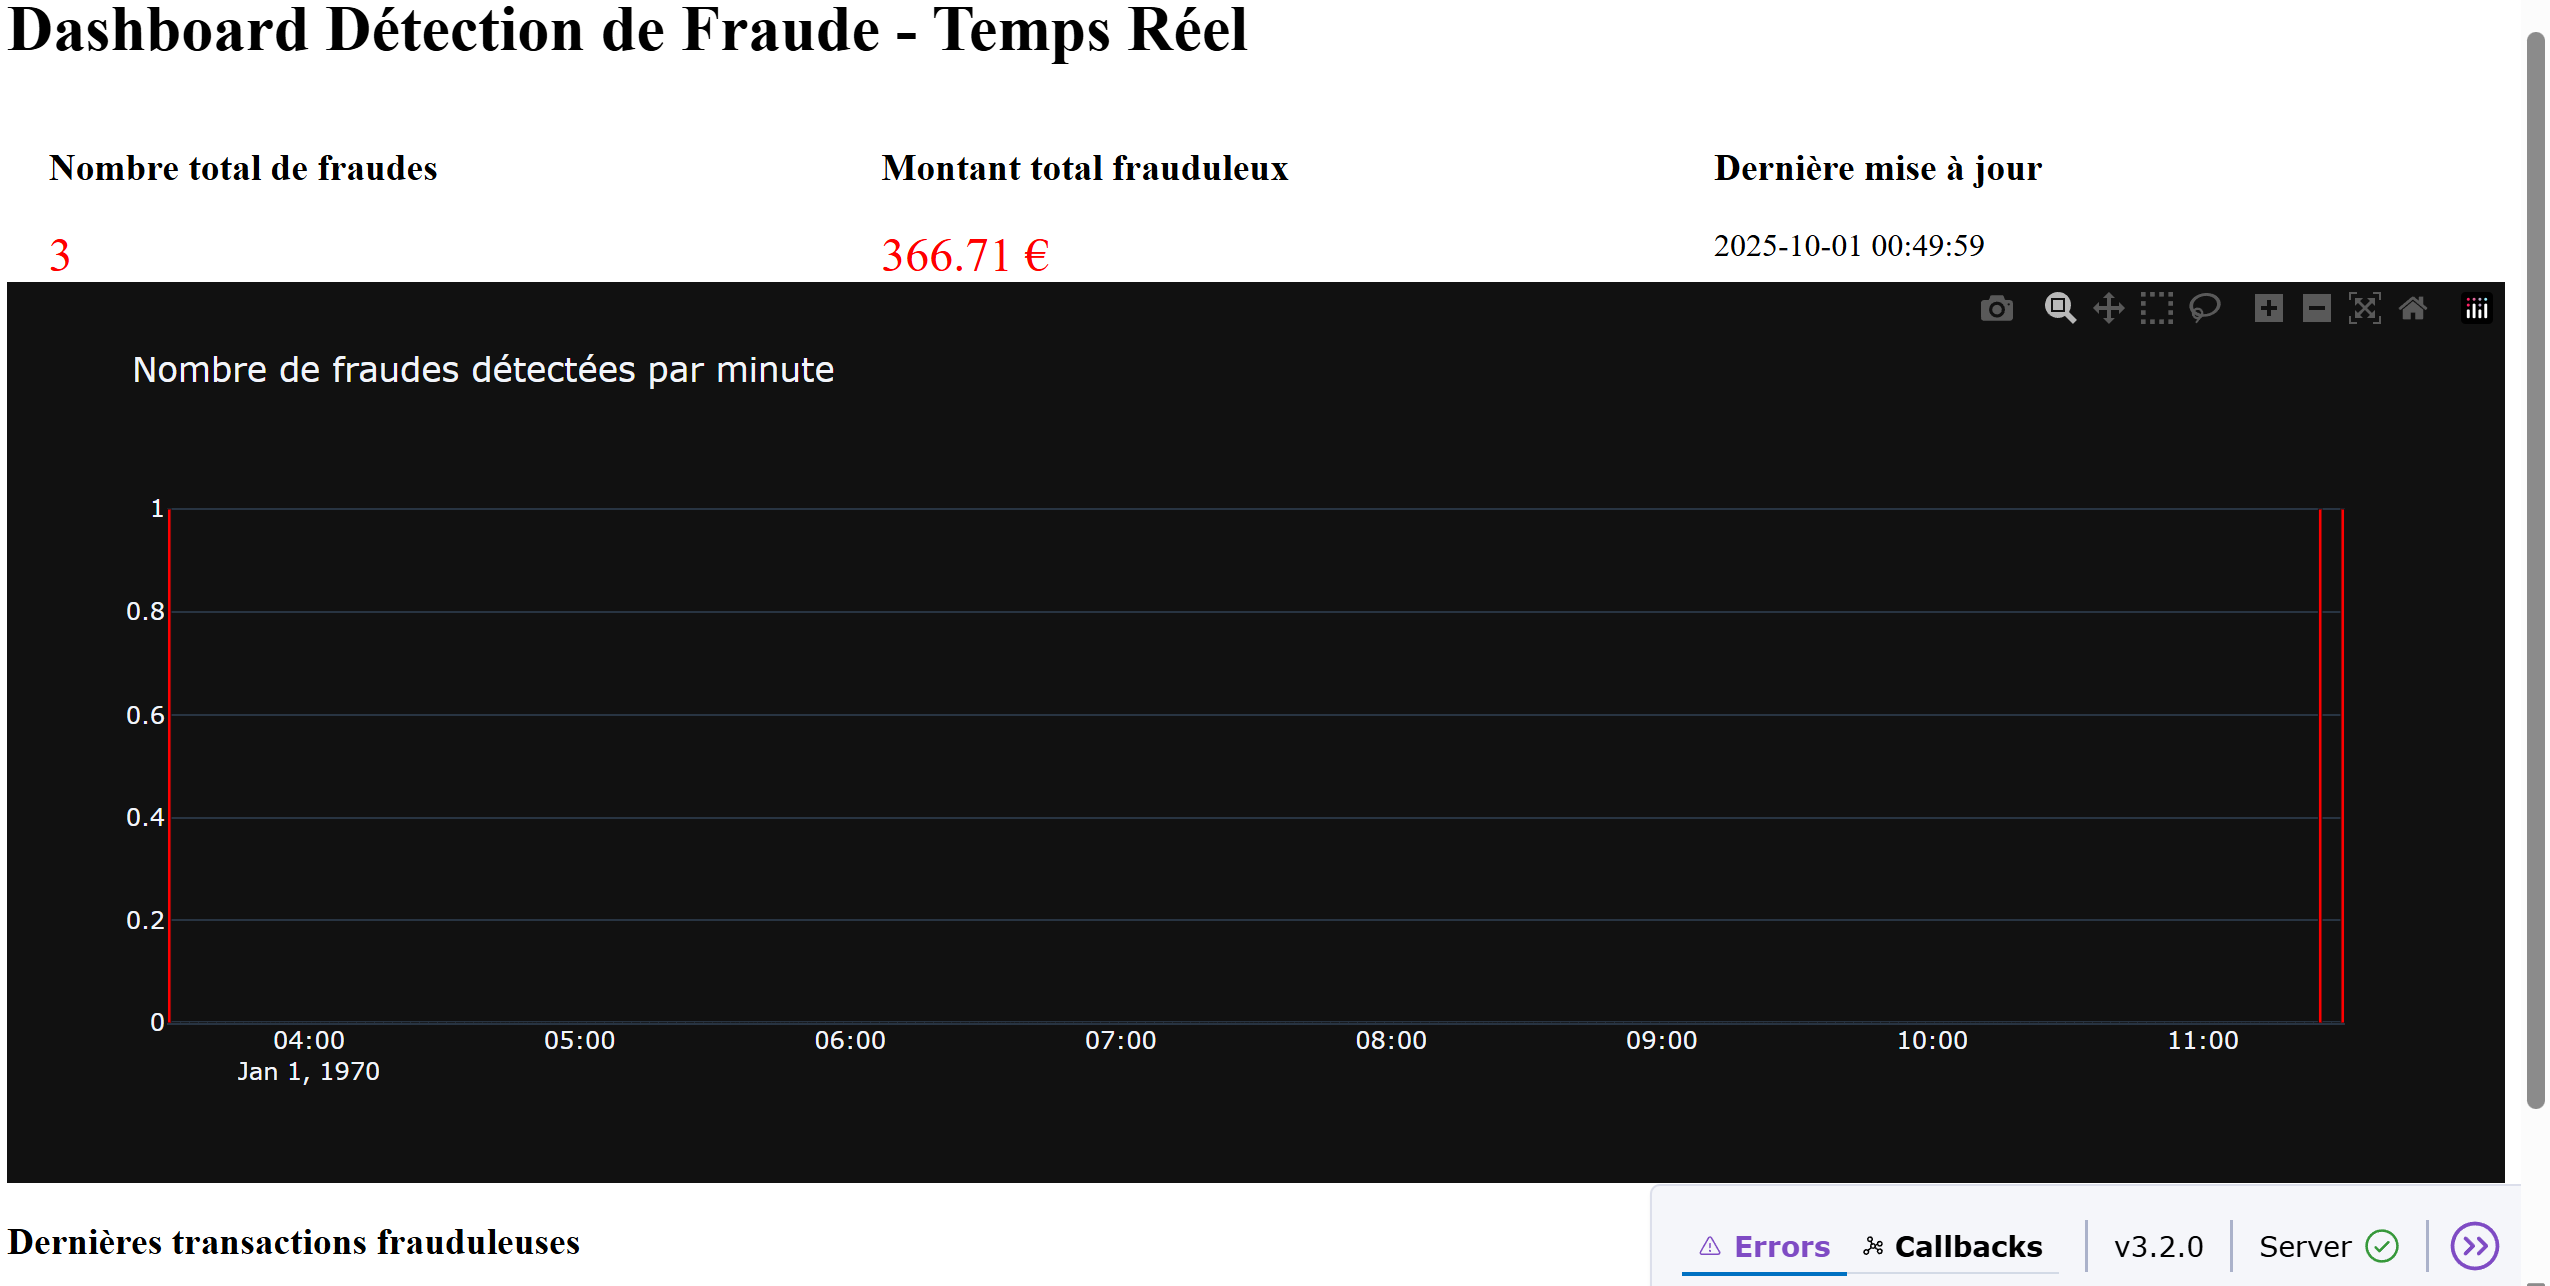 Dashboard Détection de Fraude - Temps Réel
Nombre total de fraudes
Montant total frauduleux
Dernière mise à jour
3
366.71 €
2025-10-01 00:49:59
Nombre de fraudes détectées par minute
1
0.8
0.6
0.4
0.2
0
04:00 05:00 06:00 07:00 08:00 09:00 10:00 11:00
Jan 1, 1970
Dernières transactions frauduleuses
Errors Callbacks v3.2.0 Server